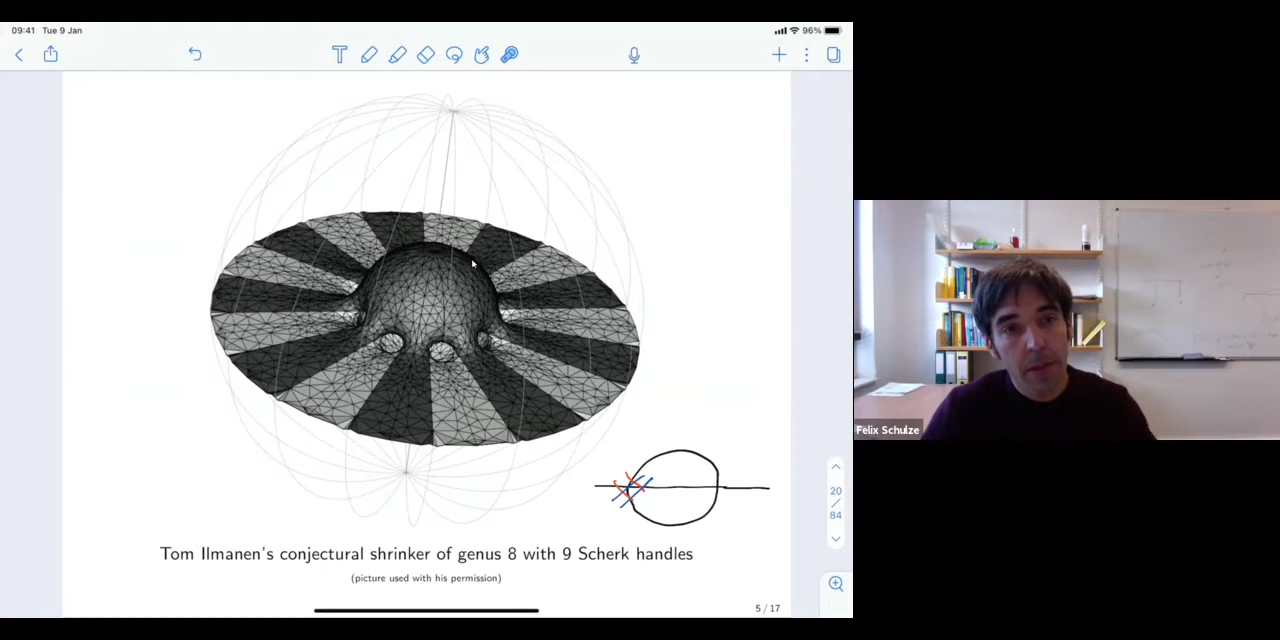 09:41 Tue 9 Jan
96%
T
20
/
84
Felix Schulze
Tom Ilmanen's conjectural shrinker of genus 8 with 9 Scherk handles
(picture used with his permission)
5 / 17